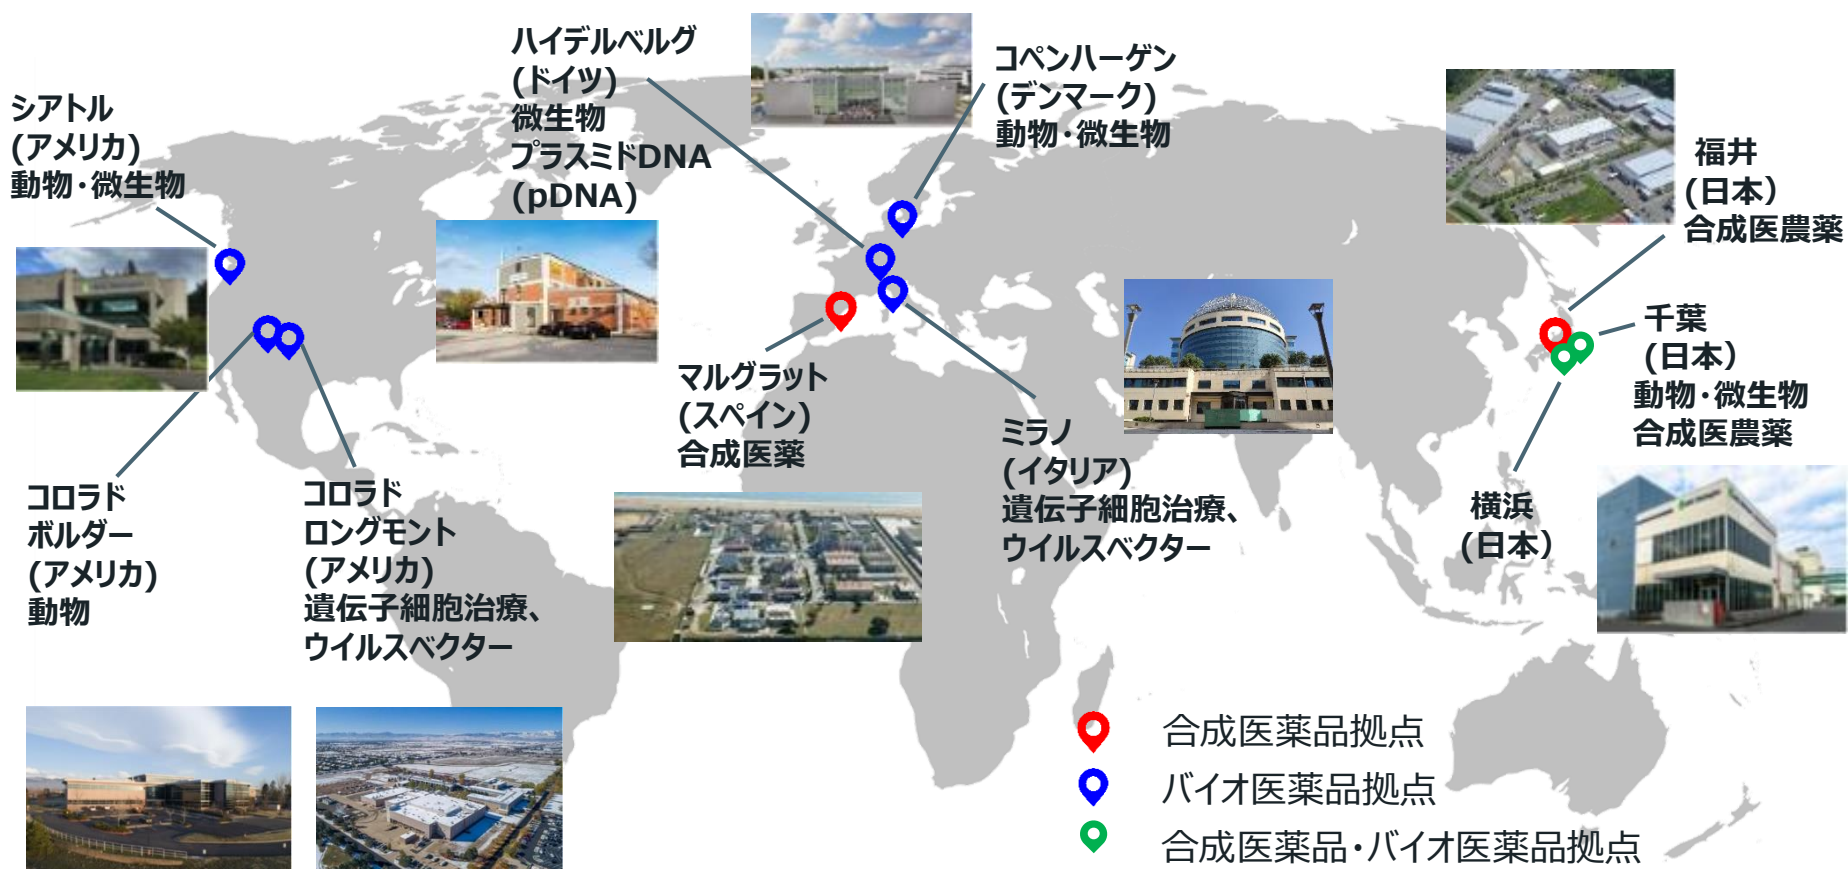 シアトル
(アメリカ)
動物・微生物
ハイデルベルグ
(ドイツ)
微生物
プラスミドDNA
(pDNA)
コペンハーゲン
(デンマーク)
動物・微生物
福井
(日本)
合成医農薬
千葉
(日本)
動物・微生物
合成医農薬
横浜
(日本)
マルグラット
(スペイン)
合成医薬
ミラノ
(イタリア)
遺伝子細胞治療、
ウイルスベクター
コロラド
ボルダー
(アメリカ)
動物
コロラド
ロングモント
(アメリカ)
遺伝子細胞治療、
ウイルスベクター
合成医薬品拠点
バイオ医薬品拠点
合成医薬品・バイオ医薬品拠点